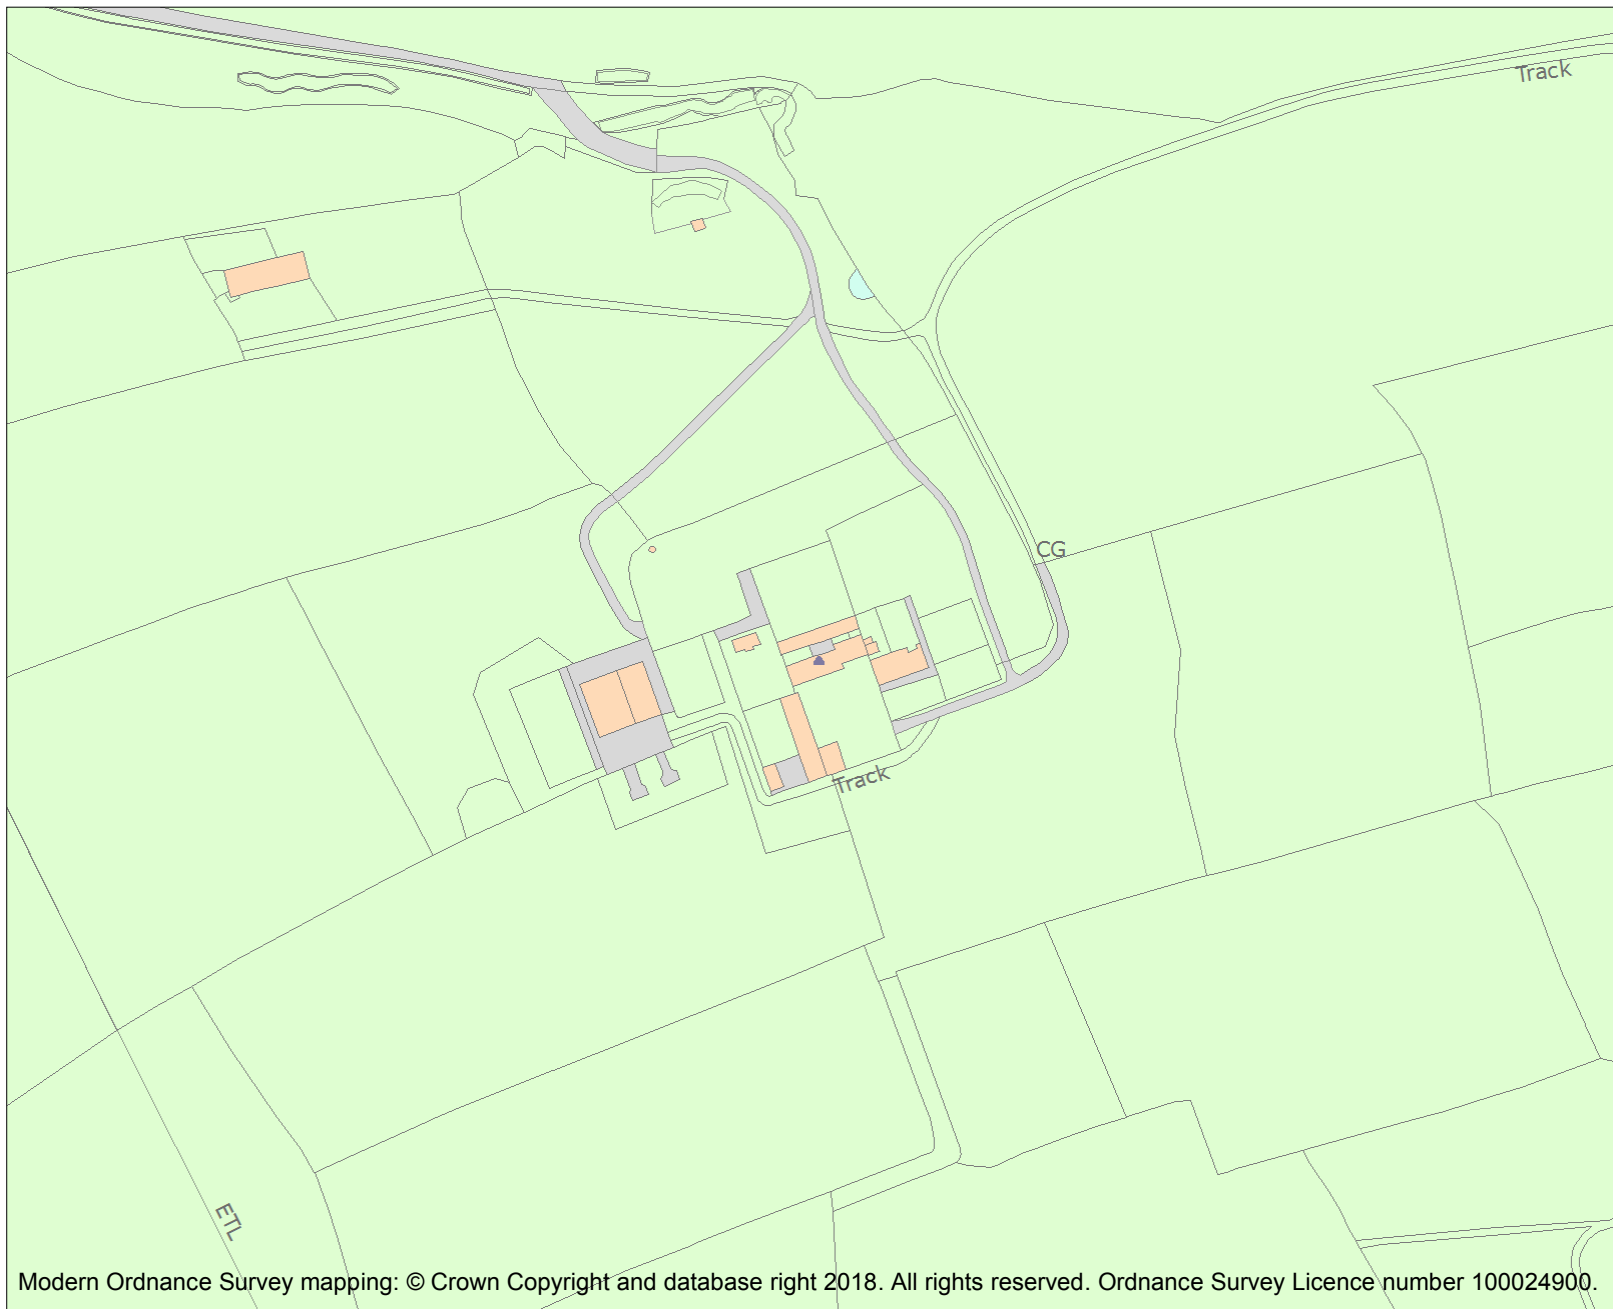 Track
CG
Track
ETL
Modern Ordnance Survey mapping: © Crown Copyright and database right 2018. All rights reserved. Ordnance Survey Licence number 100024900.